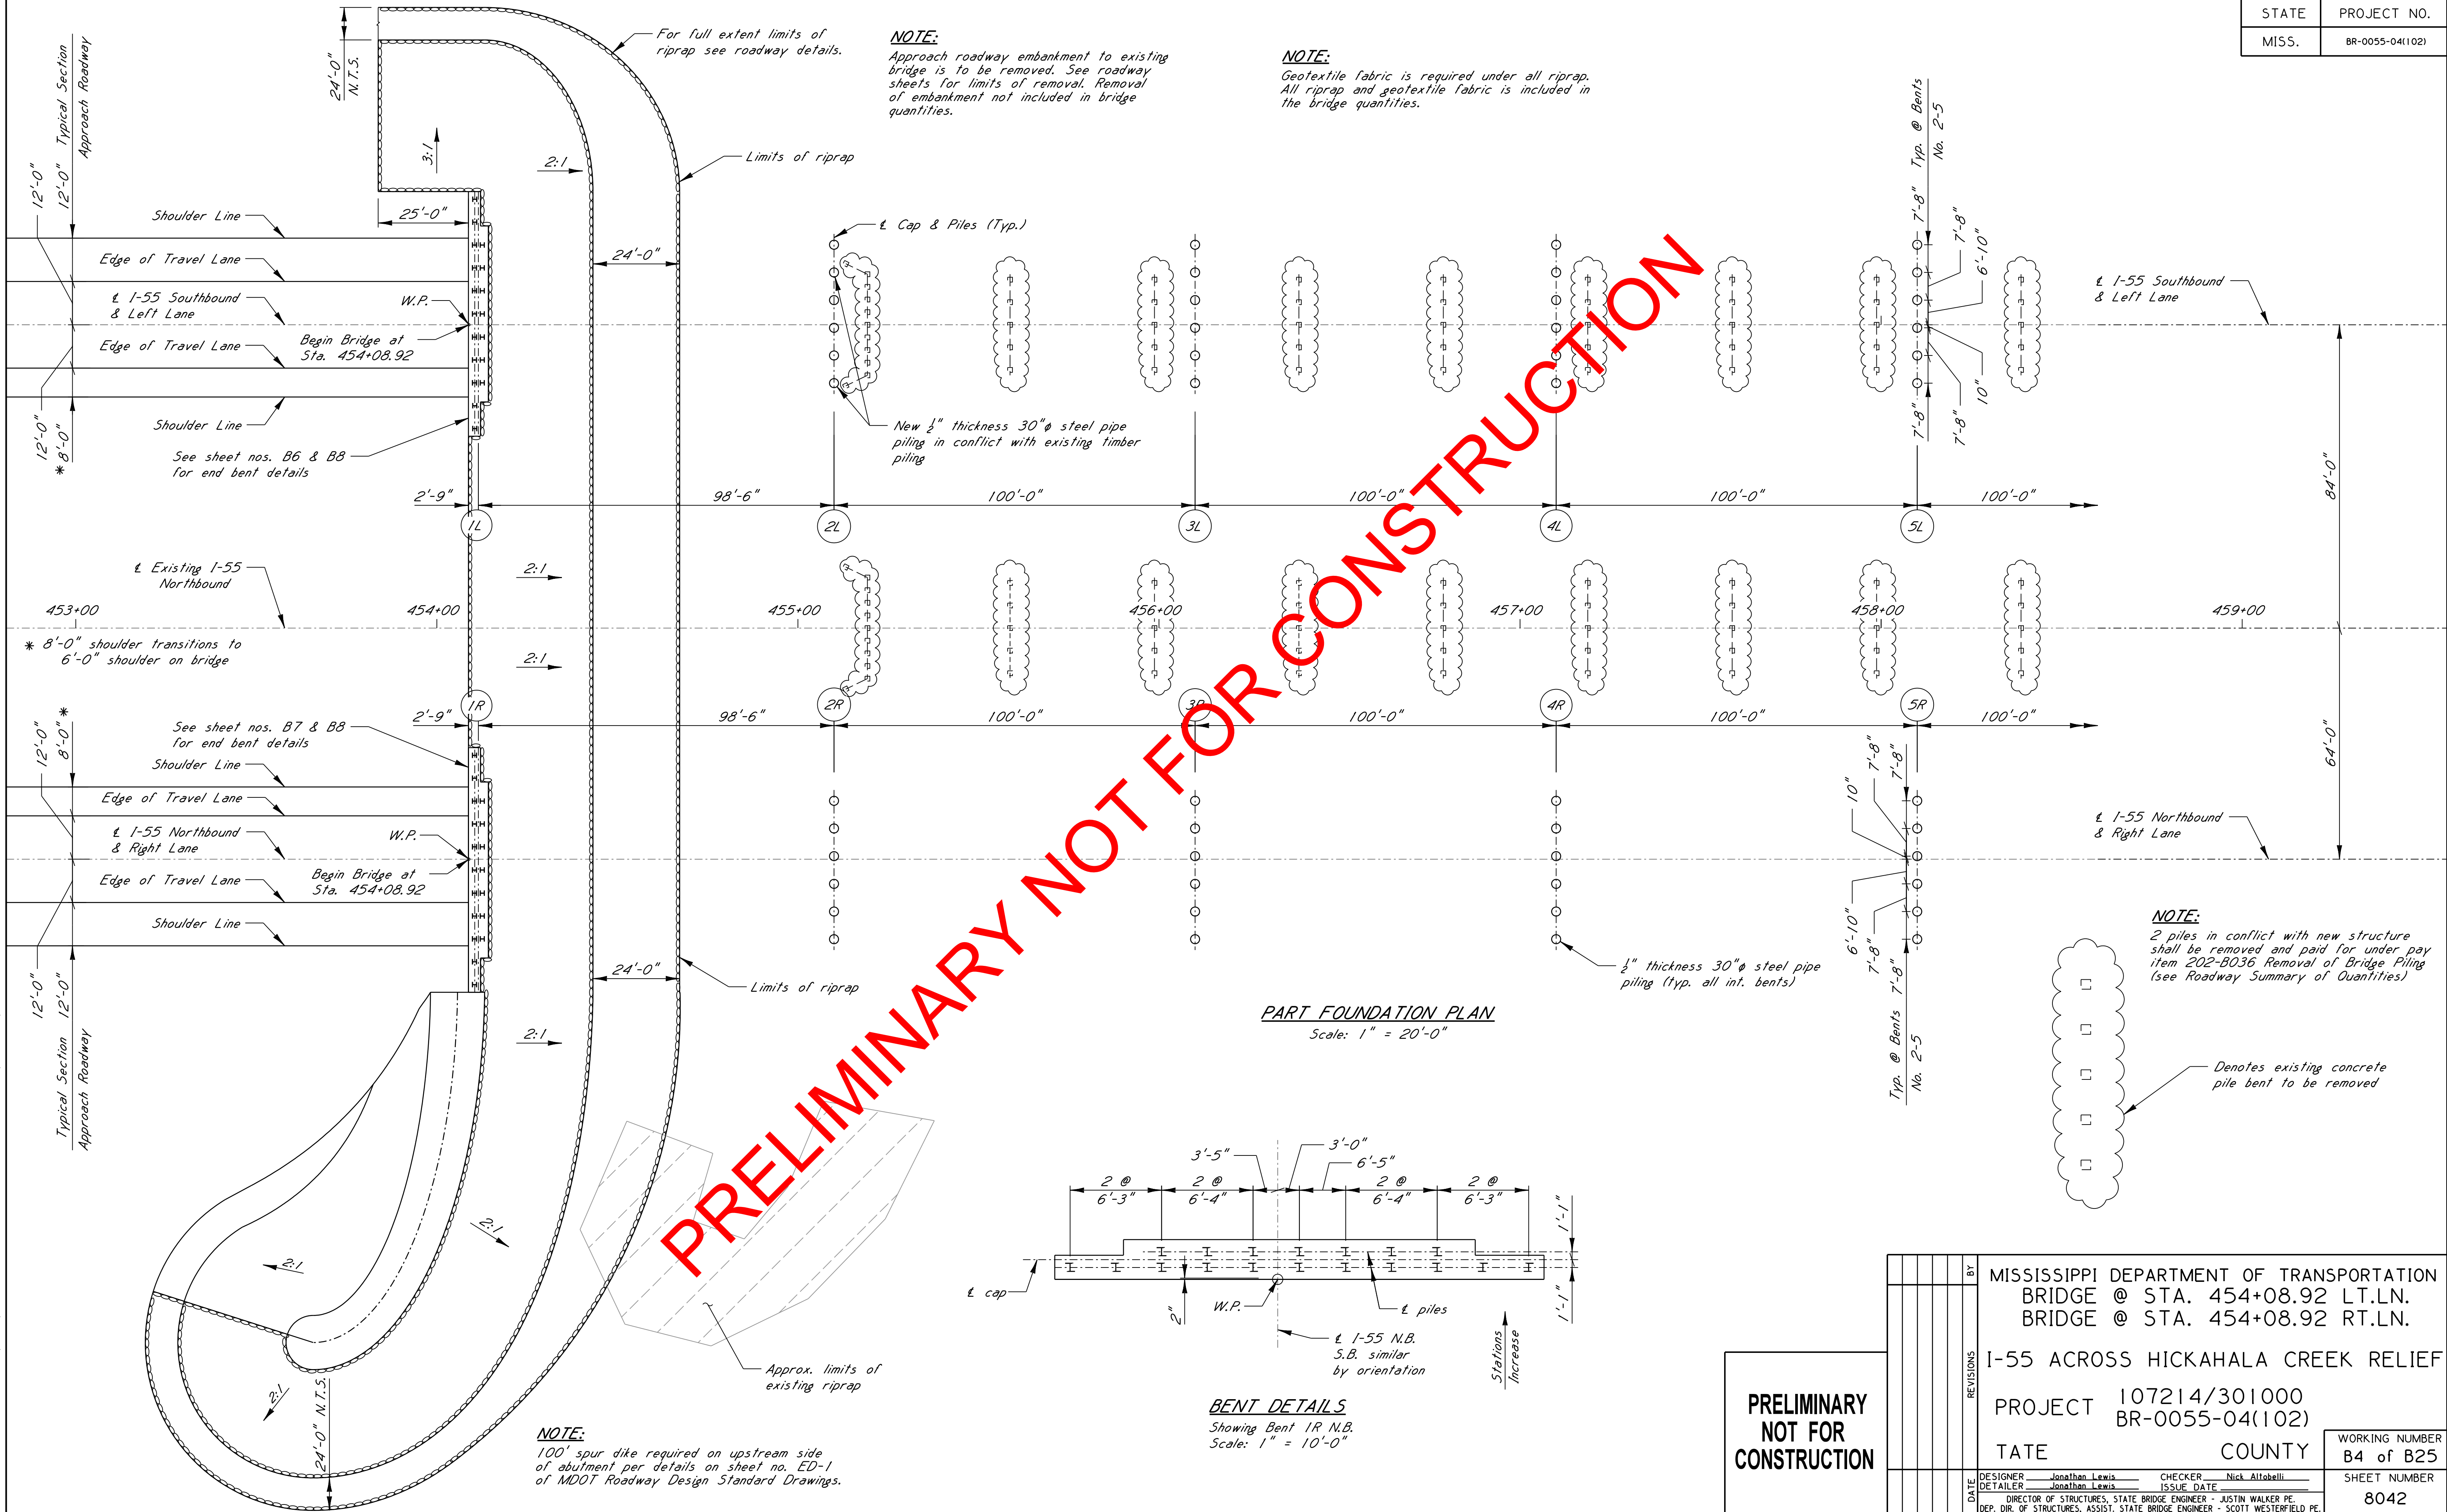 STATE PROJECT NO.
MISS. BR-0055-04(102)
24'-0"
N.T.S.
For full extent limits of
riprap see roadway details.
NOTE:
Approach roadway embankment to existing
bridge is to be removed. See roadway
sheets for limits of removal. Removal
of embankment not included in bridge
quantities.
NOTE:
Geotextile fabric is required under all riprap.
All riprap and geotextile fabric is included in
the bridge quantities.
12'-0"
12'-0" Typical Section
Approach Roadway
3:1
2:1
Limits of riprap
25'-0"
Shoulder Line
Edge of Travel Lane
℄ I-55 Southbound
& Left Lane
W.P.
Begin Bridge at
Sta. 454+08.92
Edge of Travel Lane
Shoulder Line
12'-0"
* 8'-0"
See sheet nos. B6 & B8
for end bent details
24'-0"
℄ Cap & Piles (Typ.)
New ½" thickness 30"ø steel pipe
piling in conflict with existing timber
piling
7'-8" Typ. @ Bents
No. 2-5
7'-8"
6'-10"
10"
7'-8"
7'-8"
℄ I-55 Southbound
& Left Lane
84'-0"
2'-9"
98'-6"
100'-0"
100'-0"
100'-0"
100'-0"
1L
2L
3L
4L
5L
℄ Existing I-55
Northbound
2:1
453+00
454+00
455+00
456+00
457+00
458+00
459+00
* 8'-0" shoulder transitions to
6'-0" shoulder on bridge
2:1
1R
2R
3R
4R
5R
2'-9"
98'-6"
100'-0"
100'-0"
100'-0"
100'-0"
64'-0"
12'-0"
8'-0" *
See sheet nos. B7 & B8
for end bent details
Shoulder Line
Edge of Travel Lane
℄ I-55 Northbound
& Right Lane
W.P.
Begin Bridge at
Sta. 454+08.92
Edge of Travel Lane
Shoulder Line
12'-0"
Typical Section 12'-0"
Approach Roadway
24'-0"
Limits of riprap
2:1
10"
7'-8"
7'-8"
6'-10"
7'-8"
Typ. @ Bents 7'-8"
No. 2-5
℄ I-55 Northbound
& Right Lane
½" thickness 30"ø steel pipe
piling (typ. all int. bents)
NOTE:
2 piles in conflict with new structure
shall be removed and paid for under pay
item 202-B036 Removal of Bridge Piling
(see Roadway Summary of Quantities)
Denotes existing concrete
pile bent to be removed
PART FOUNDATION PLAN
Scale: 1" = 20'-0"
PRELIMINARY NOT FOR CONSTRUCTION
2:1
2:1
2:1
24'-0" N.T.S.
Approx. limits of
existing riprap
NOTE:
100' spur dike required on upstream side
of abutment per details on sheet no. ED-1
of MDOT Roadway Design Standard Drawings.
3'-5"
3'-0"
6'-5"
2 @ 2 @ 2 @ 2 @
6'-3" 6'-4" 6'-4" 6'-3"
1'-1"
1'-1"
℄ cap
2"
W.P.
℄ piles
℄ I-55 N.B.
S.B. similar
by orientation
Stations
Increase
BENT DETAILS
Showing Bent 1R N.B.
Scale: 1" = 10'-0"
PRELIMINARY
NOT FOR
CONSTRUCTION
BY
REVISIONS
DATE
MISSISSIPPI DEPARTMENT OF TRANSPORTATION
BRIDGE @ STA. 454+08.92 LT.LN.
BRIDGE @ STA. 454+08.92 RT.LN.
I-55 ACROSS HICKAHALA CREEK RELIEF
PROJECT 107214/301000
BR-0055-04(102)
TATE COUNTY
WORKING NUMBER
B4 of B25
DESIGNER Jonathan Lewis CHECKER Nick Altobelli
DETAILER Jonathan Lewis ISSUE DATE
SHEET NUMBER
8042
DIRECTOR OF STRUCTURES, STATE BRIDGE ENGINEER - JUSTIN WALKER PE.
DEP. DIR. OF STRUCTURES, ASSIST. STATE BRIDGE ENGINEER - SCOTT WESTERFIELD PE.